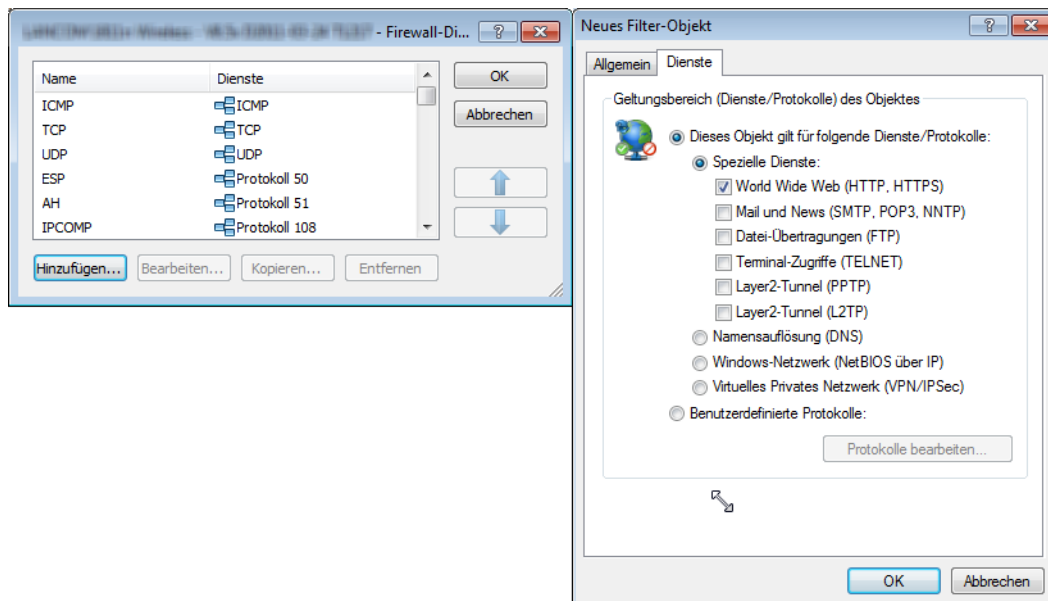 - Firewall-Di...
Name Dienste
ICMP ICMP
TCP TCP
UDP UDP
ESP Protokoll 50
AH Protokoll 51
IPCOMP Protokoll 108
OK
Abbrechen
Hinzufügen... Bearbeiten... Kopieren... Entfernen
Neues Filter-Objekt
Allgemein Dienste
Geltungsbereich (Dienste/Protokolle) des Objektes
Dieses Objekt gilt für folgende Dienste/Protokolle:
Spezielle Dienste:
World Wide Web (HTTP, HTTPS)
Mail und News (SMTP, POP3, NNTP)
Datei-Übertragungen (FTP)
Terminal-Zugriffe (TELNET)
Layer2-Tunnel (PPTP)
Layer2-Tunnel (L2TP)
Namensauflösung (DNS)
Windows-Netzwerk (NetBIOS über IP)
Virtuelles Privates Netzwerk (VPN/IPSec)
Benutzerdefinierte Protokolle:
Protokolle bearbeiten...
OK Abbrechen